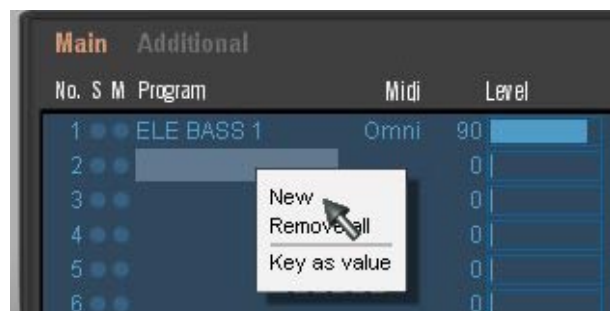 Main Additional
No. S M Program Midi Level
1 ELE BASS 1 Omni 90
2 0
3 0
4 0
5 0
6 0
New
Remove all
Key as value